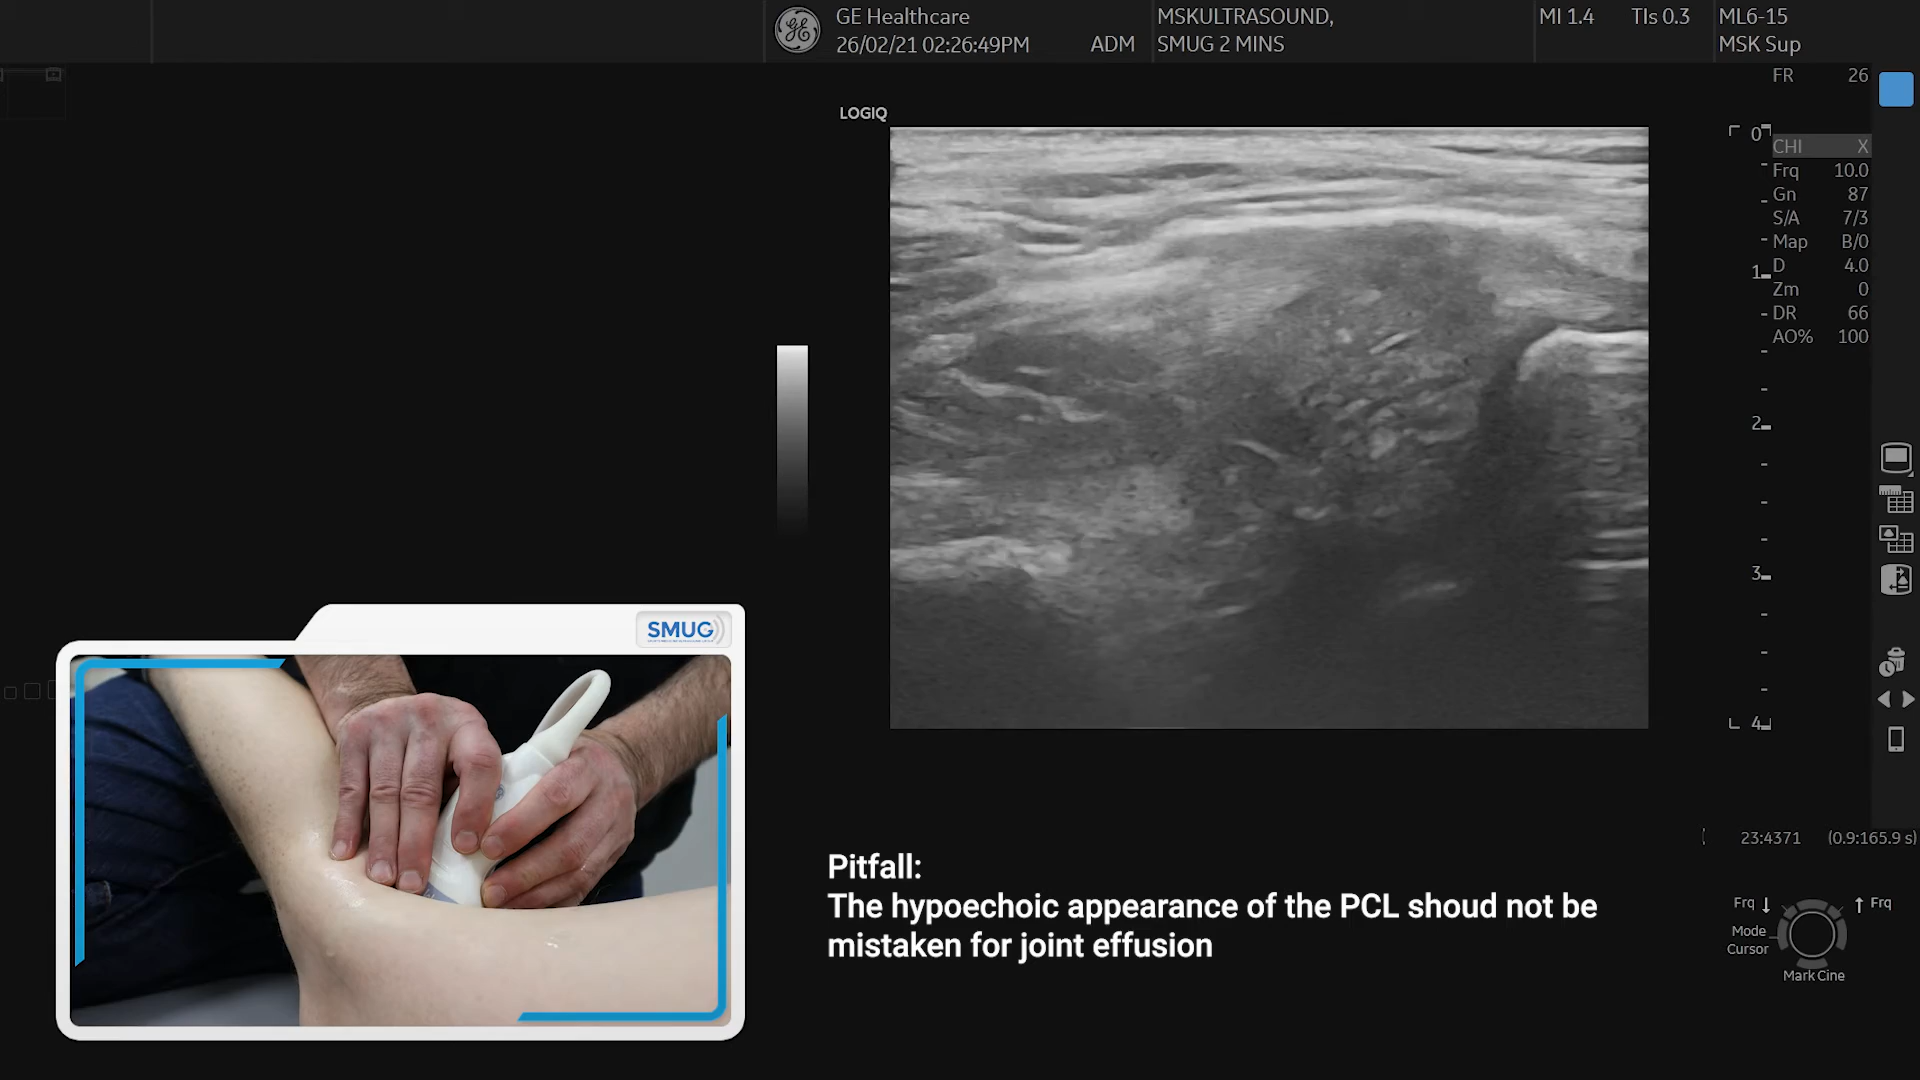 GE Healthcare
26/02/21 02:26:49PM
ADM
MSKULTRASOUND,
SMUG 2 MINS
MI 1.4
TIs 0.3
ML6-15
MSK Sup
LOGIQ
FR 26
CHI X
Frq 10.0
Gn 87
S/A 7/3
Map B/0
D 4.0
Zm 0
DR 66
AO% 100
0
1
2
3
4
SMUG
Pitfall:
The hypoechoic appearance of the PCL shoud not be
mistaken for joint effusion
23:4371 (0.9:165.9 s)
Frq ↓ ↑ Frq
Mode
Cursor
Mark Cine